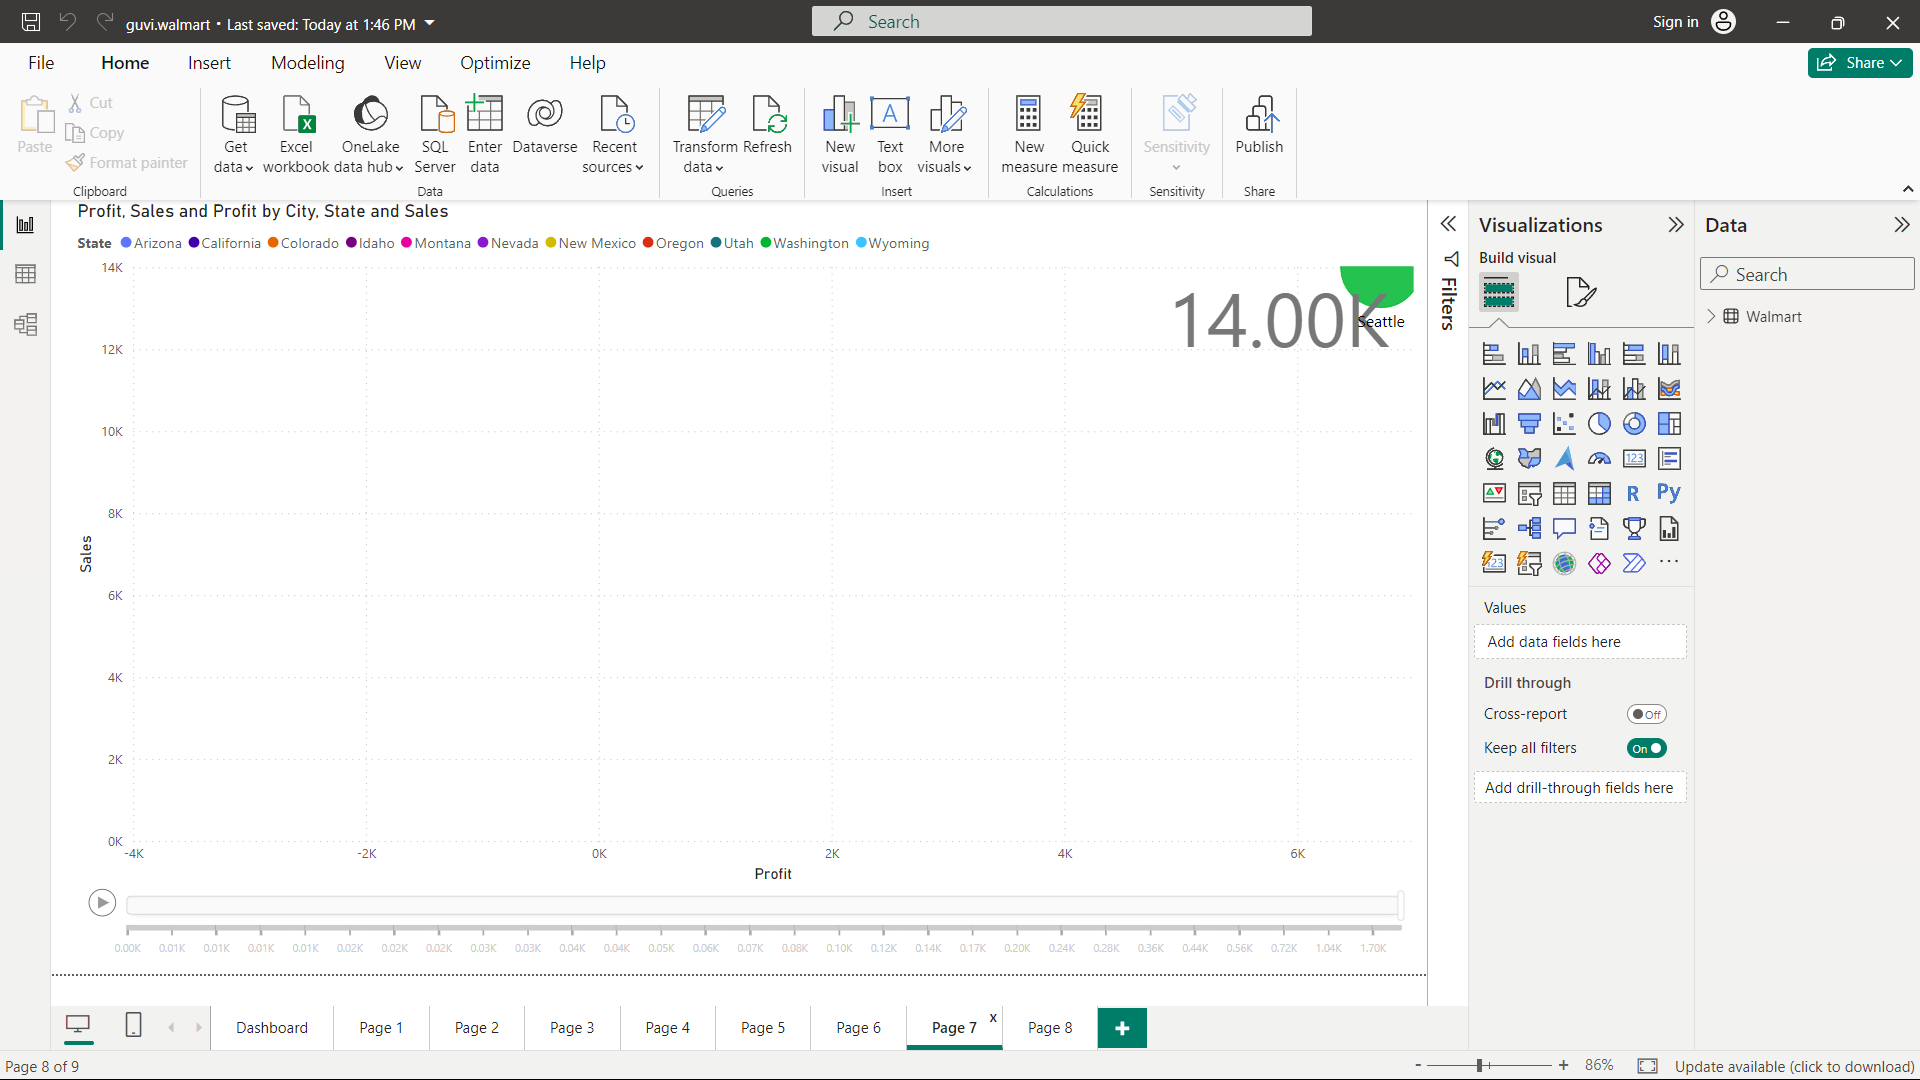 guvi.walmart • Last saved: Today at 1:46 PM
Search
Sign in
File Home Insert Modeling View Optimize Help
Share
Paste
Cut
Copy
Format painter
Clipboard
Get data
Excel workbook
OneLake data hub
SQL Server
Enter data
Dataverse
Recent sources
Data
Transform data
Refresh
Queries
New visual
Text box
More visuals
Insert
New measure
Quick measure
Calculations
Sensitivity
Sensitivity
Publish
Share
Profit, Sales and Profit by City, State and Sales
State Arizona California Colorado Idaho Montana Nevada New Mexico Oregon Utah Washington Wyoming
14K
12K
10K
8K
6K
4K
2K
0K
Sales
14.00K
Seattle
-4K -2K 0K 2K 4K 6K
Profit
0.00K 0.01K 0.01K 0.01K 0.01K 0.02K 0.02K 0.02K 0.03K 0.03K 0.04K 0.04K 0.05K 0.06K 0.07K 0.08K 0.10K 0.12K 0.14K 0.17K 0.20K 0.24K 0.28K 0.36K 0.44K 0.56K 0.72K 1.04K 1.70K
Filters
Visualizations
Build visual
123
R
Py
123
Values
Add data fields here
Drill through
Cross-report Off
Keep all filters On
Add drill-through fields here
Data
Search
Walmart
Dashboard Page 1 Page 2 Page 3 Page 4 Page 5 Page 6 Page 7 x Page 8 +
Page 8 of 9
- + 86%
Update available (click to download)